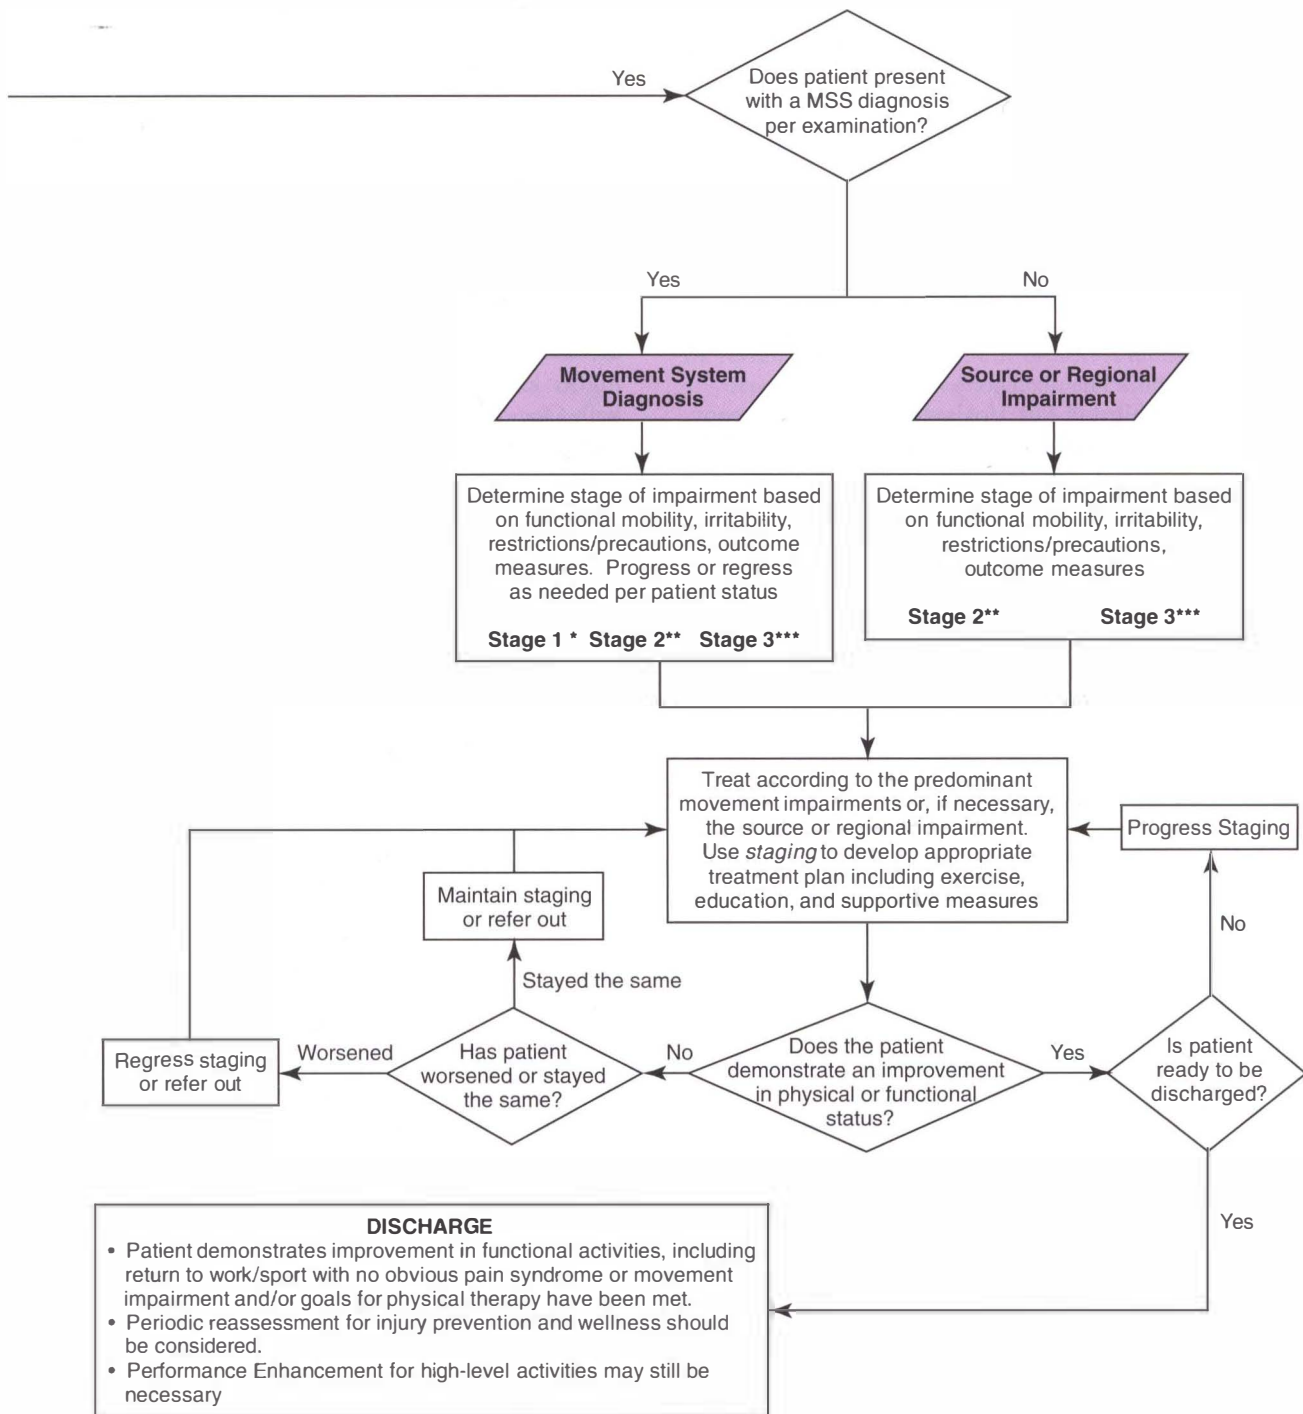 Yes
Does patient present
with a MSS diagnosis
per examination?
Yes
No
Movement System
Diagnosis
Source or Regional
Impairment
Determine stage of impairment based
on functional mobility, irritability,
restrictions/precautions, outcome
measures. Progress or regress
as needed per patient status
Stage 1 * Stage 2** Stage 3***
Determine stage of impairment based
on functional mobility, irritability,
restrictions/precautions,
outcome measures
Stage 2** Stage 3***
Treat according to the predominant
movement impairments or, if necessary,
the source or regional impairment.
Use staging to develop appropriate
treatment plan including exercise,
education, and supportive measures
Progress Staging
Maintain staging
or refer out
No
Stayed the same
Regress staging
or refer out
Worsened
Has patient
worsened or stayed
the same?
No
Does the patient
demonstrate an improvement
in physical or functional
status?
Yes
Is patient
ready to be
discharged?
Yes
DISCHARGE
• Patient demonstrates improvement in functional activities, including
return to work/sport with no obvious pain syndrome or movement
impairment and/or goals for physical therapy have been met.
• Periodic reassessment for injury prevention and wellness should
be considered.
• Performance Enhancement for high-level activities may still be
necessary